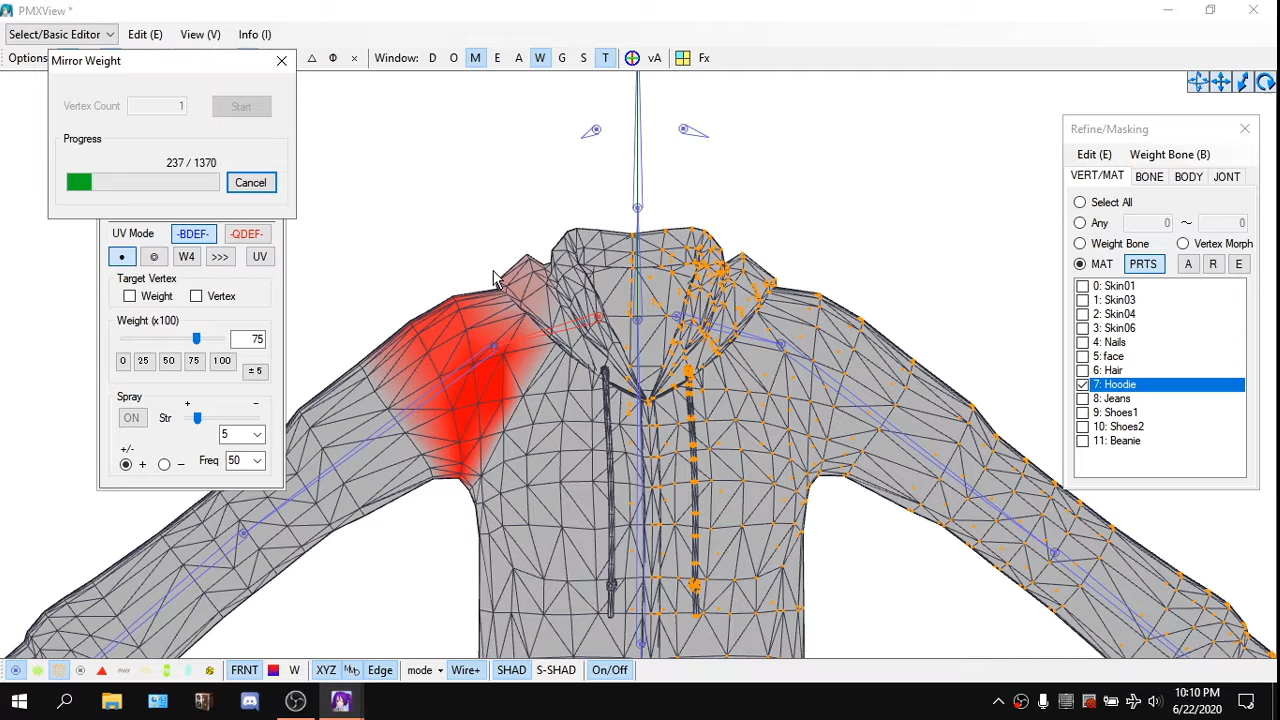 PMXView *
Select/Basic Editor Edit (E) View (V) Info (I)
Options: Δ Φ × Window: D O M E A W G S T vA Fx
Mirror Weight
Vertex Count 1 Start
Progress
237 / 1370
Cancel
UV Mode -BDEF- -QDEF-
W4 >>> UV
Target Vertex
Weight Vertex
Weight (x100)
75
0 25 50 75 100 ± 5
Spray
+ −
ON Str
5
+/-
+ − Freq 50
Refine/Masking
Edit (E) Weight Bone (B)
VERT/MAT BONE BODY JONT
Select All
Any 0 ～ 0
Weight Bone Vertex Morph
MAT PRTS A R E
0: Skin01
1: Skin03
2: Skin04
3: Skin06
4: Nails
5: face
6: Hair
7: Hoodie
8: Jeans
9: Shoes1
10: Shoes2
11: Beanie
FRNT W XYZ Edge mode Wire+ SHAD S-SHAD On/Off
10:10 PM
6/22/2020